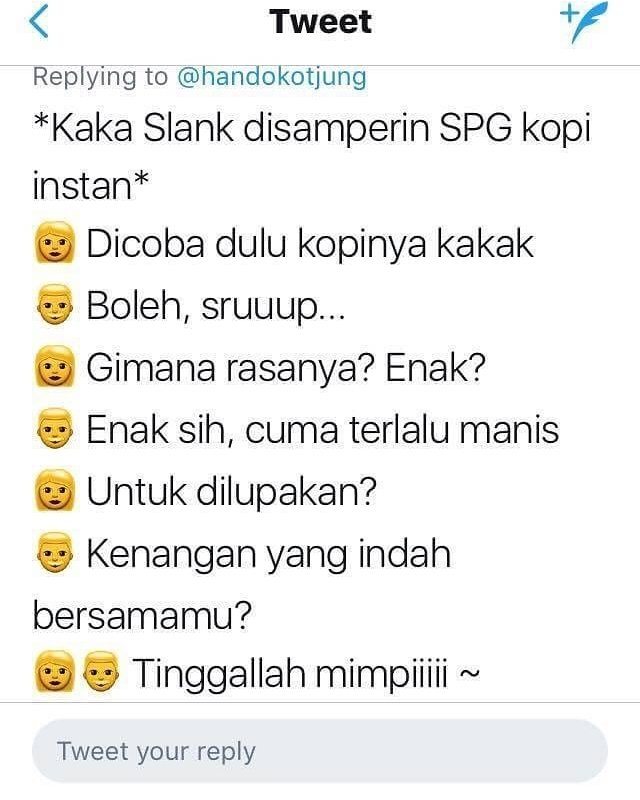 Tweet
Replying to @handokotjung
*Kaka Slank disamperin SPG kopi
instan*
👩 Dicoba dulu kopinya kakak
👨 Boleh, sruuup...
👩 Gimana rasanya? Enak?
👨 Enak sih, cuma terlalu manis
👩 Untuk dilupakan?
👨 Kenangan yang indah
bersamamu?
👩👨 Tinggallah mimpiiiii ~
Tweet your reply